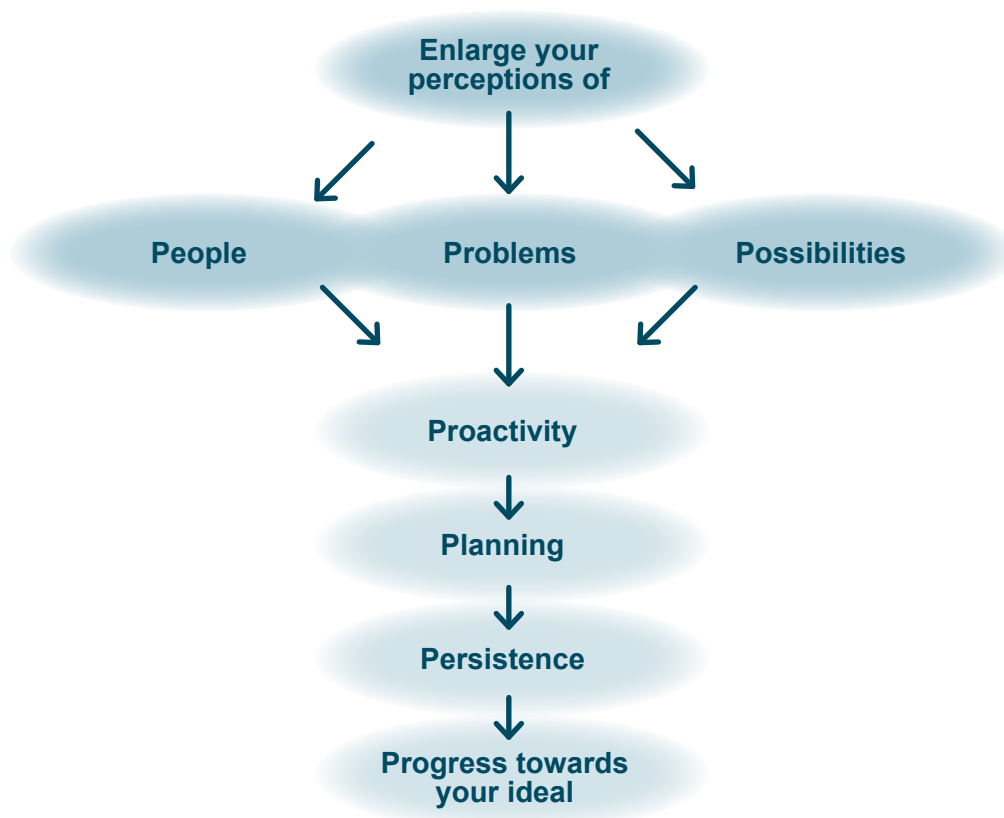 Enlarge your
perceptions of
People
Problems
Possibilities
Proactivity
Planning
Persistence
Progress towards
your ideal